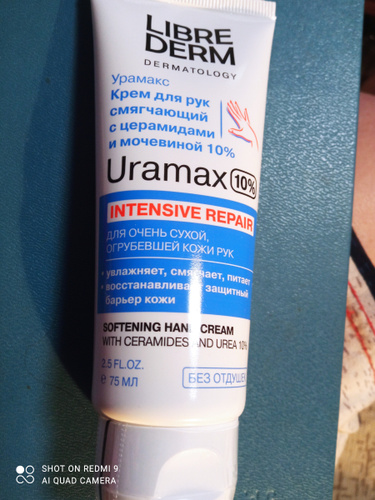 LIBRE
DERM
DERMATOLOGY
Урамакс
Крем для рук
смягчающий
с церамидами
и мочевиной 10%
Uramax 10%
INTENSIVE REPAIR
ДЛЯ ОЧЕНЬ СУХОЙ,
ОГРУБЕВШЕЙ КОЖИ РУК
• увлажняет, смягчает, питает
• восстанавливает защитный
барьер кожи
SOFTENING HAND CREAM
WITH CERAMIDES AND UREA 10%
2.5 FL.OZ.
℮ 75 МЛ
БЕЗ ОТДУШЕК
SHOT ON REDMI 9
AI QUAD CAMERA